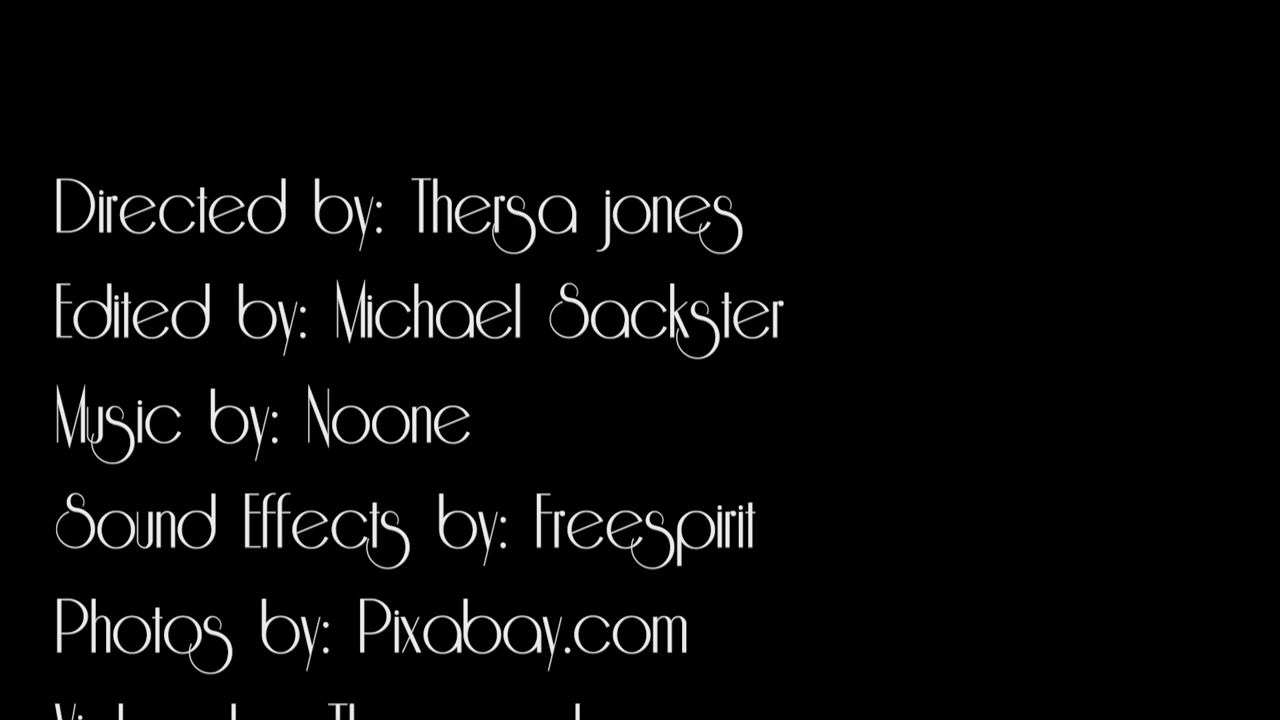 Directed by: Thersa jones
Edited by: Michael Sackster
Music by: Noone
Sound Effects by: Freespirit
Photos by: Pixabay.com